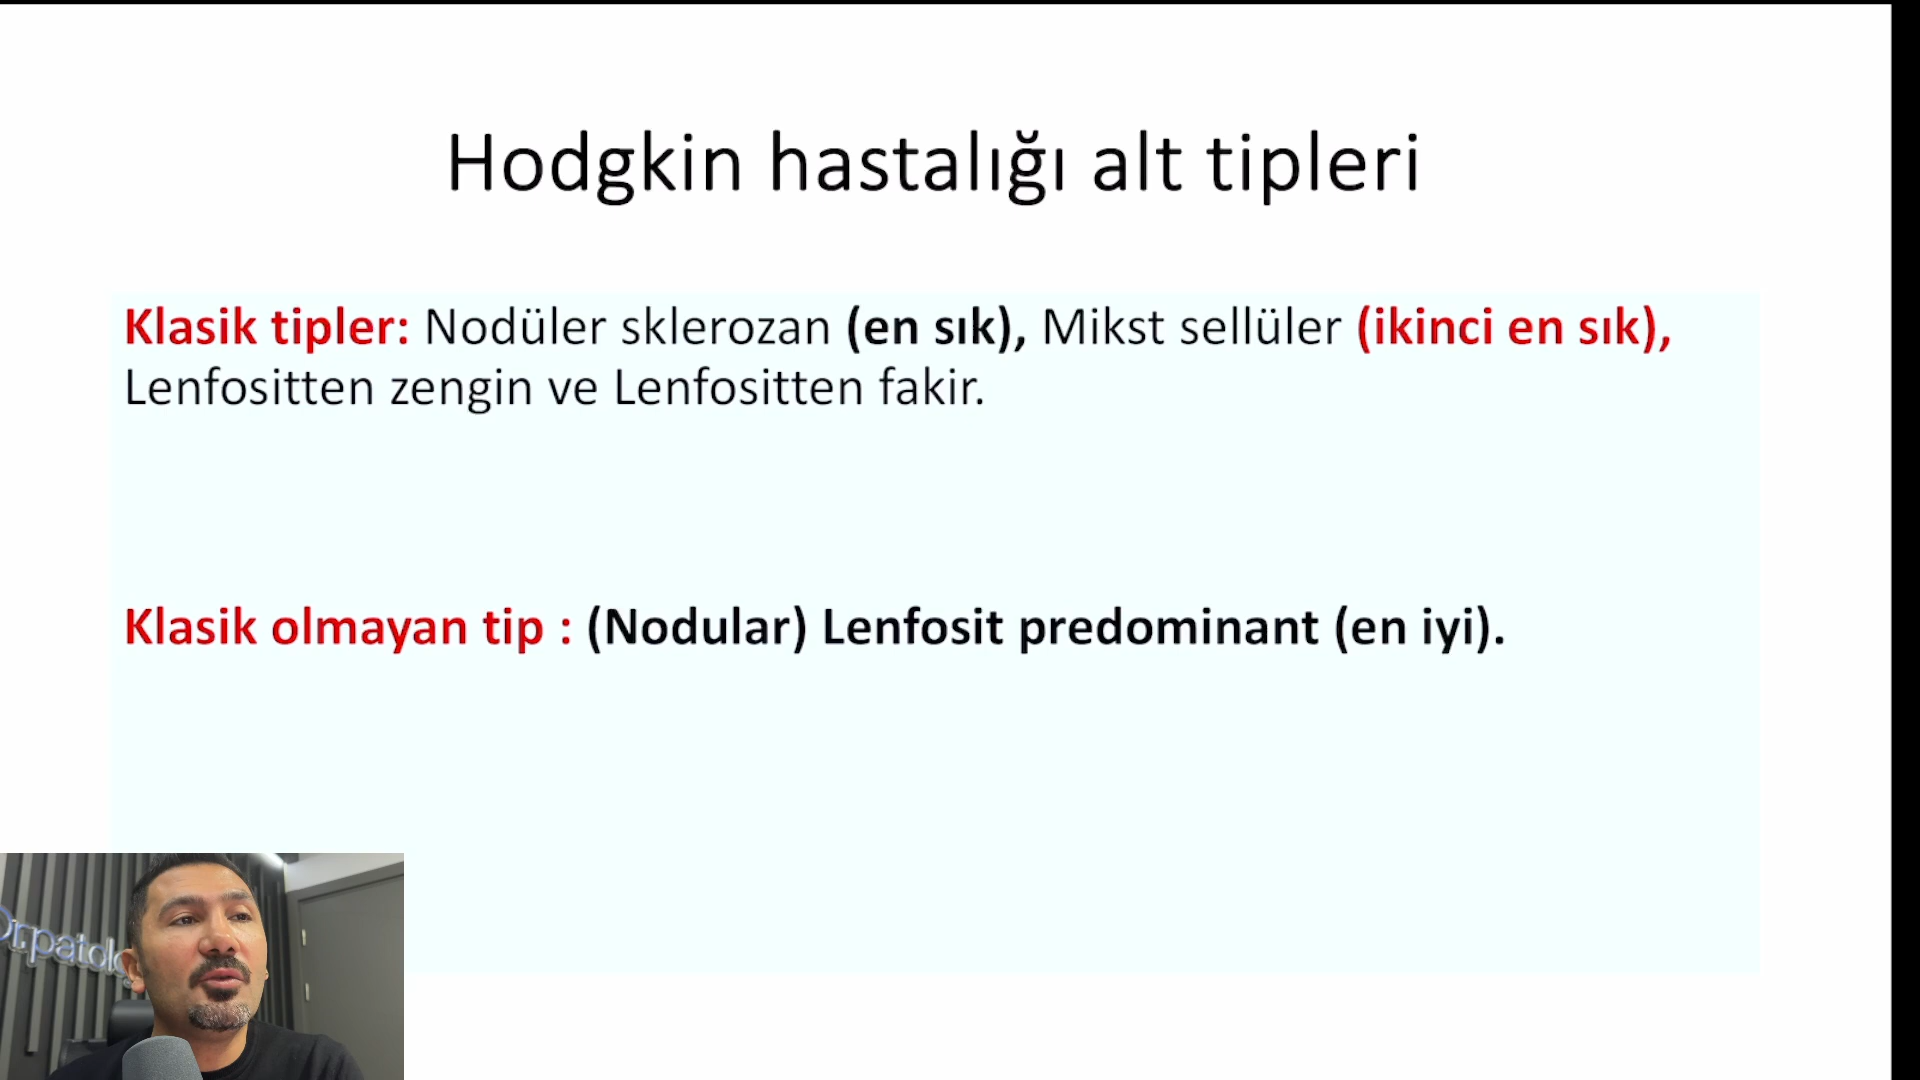 Hodgkin hastalığı alt tipleri
Klasik tipler: Nodüler sklerozan (en sık), Mikst sellüler (ikinci en sık),
Lenfositten zengin ve Lenfositten fakir.
Klasik olmayan tip : (Nodular) Lenfosit predominant (en iyi).